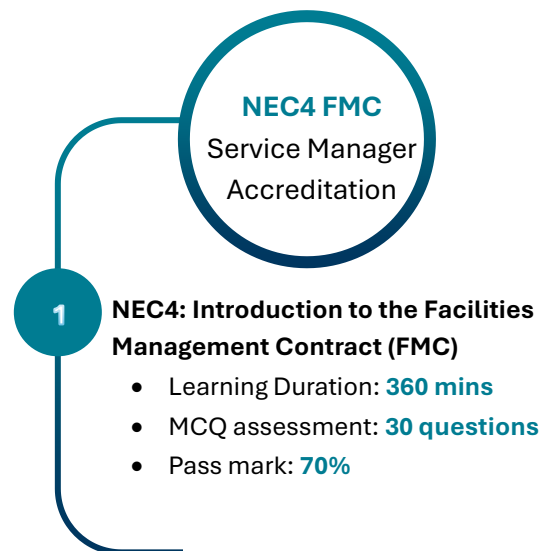 NEC4 FMC
Service Manager
Accreditation
1
NEC4: Introduction to the Facilities
Management Contract (FMC)
• Learning Duration: 360 mins
• MCQ assessment: 30 questions
• Pass mark: 70%